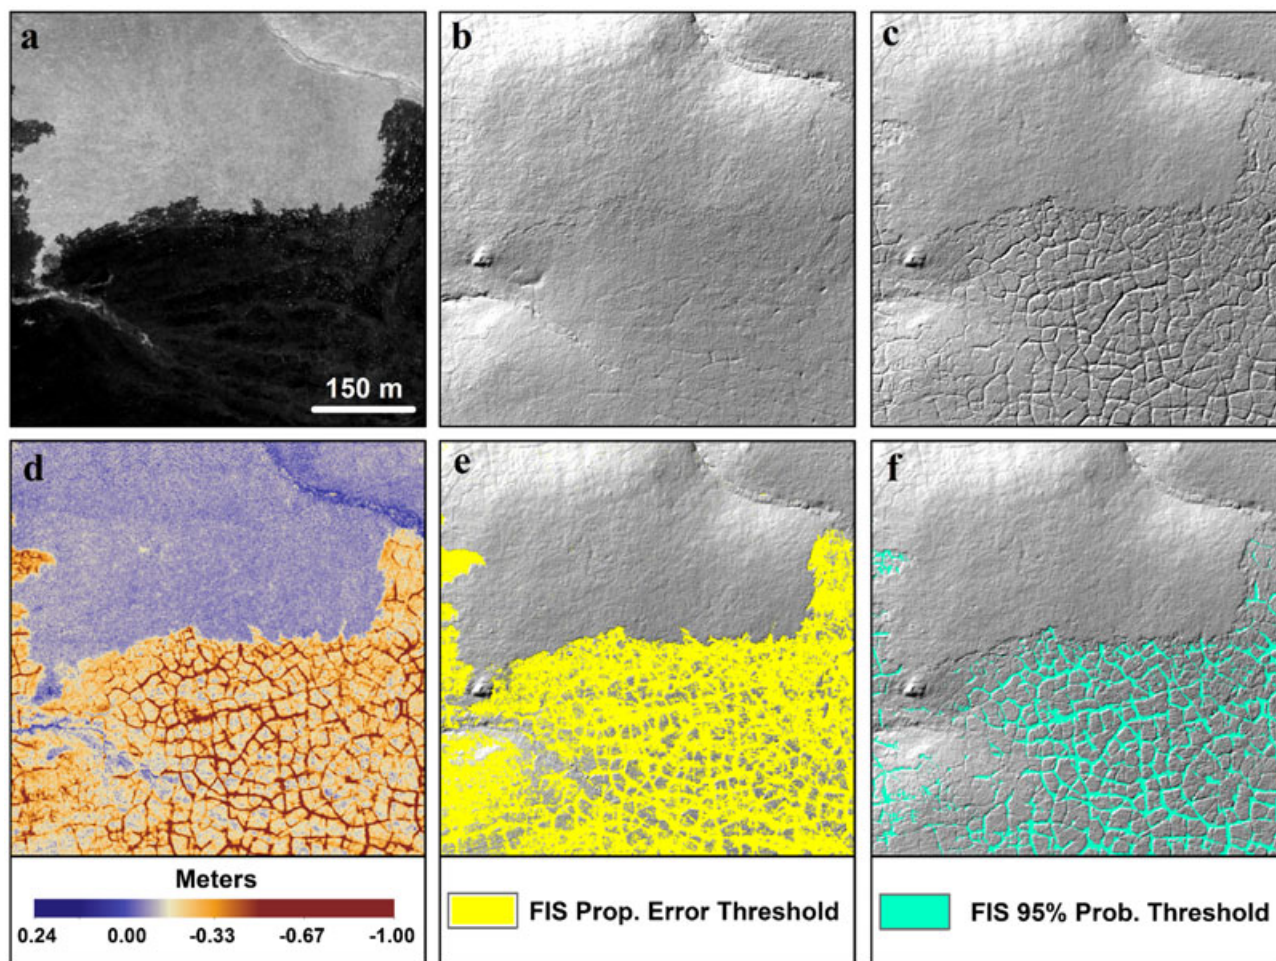 a
b
c
150 m
d
e
f
Meters
0.24 0.00 -0.33 -0.67 -1.00
FIS Prop. Error Threshold
FIS 95% Prob. Threshold